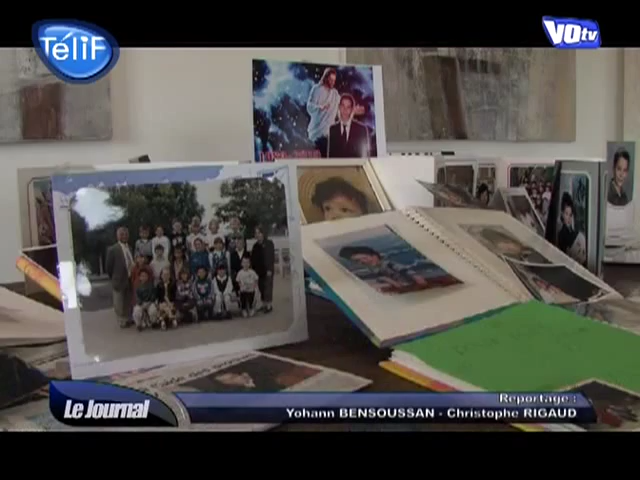 TéliF
VOtv
Le Journal
Reportage :
Yohann BENSOUSSAN - Christophe RIGAUD